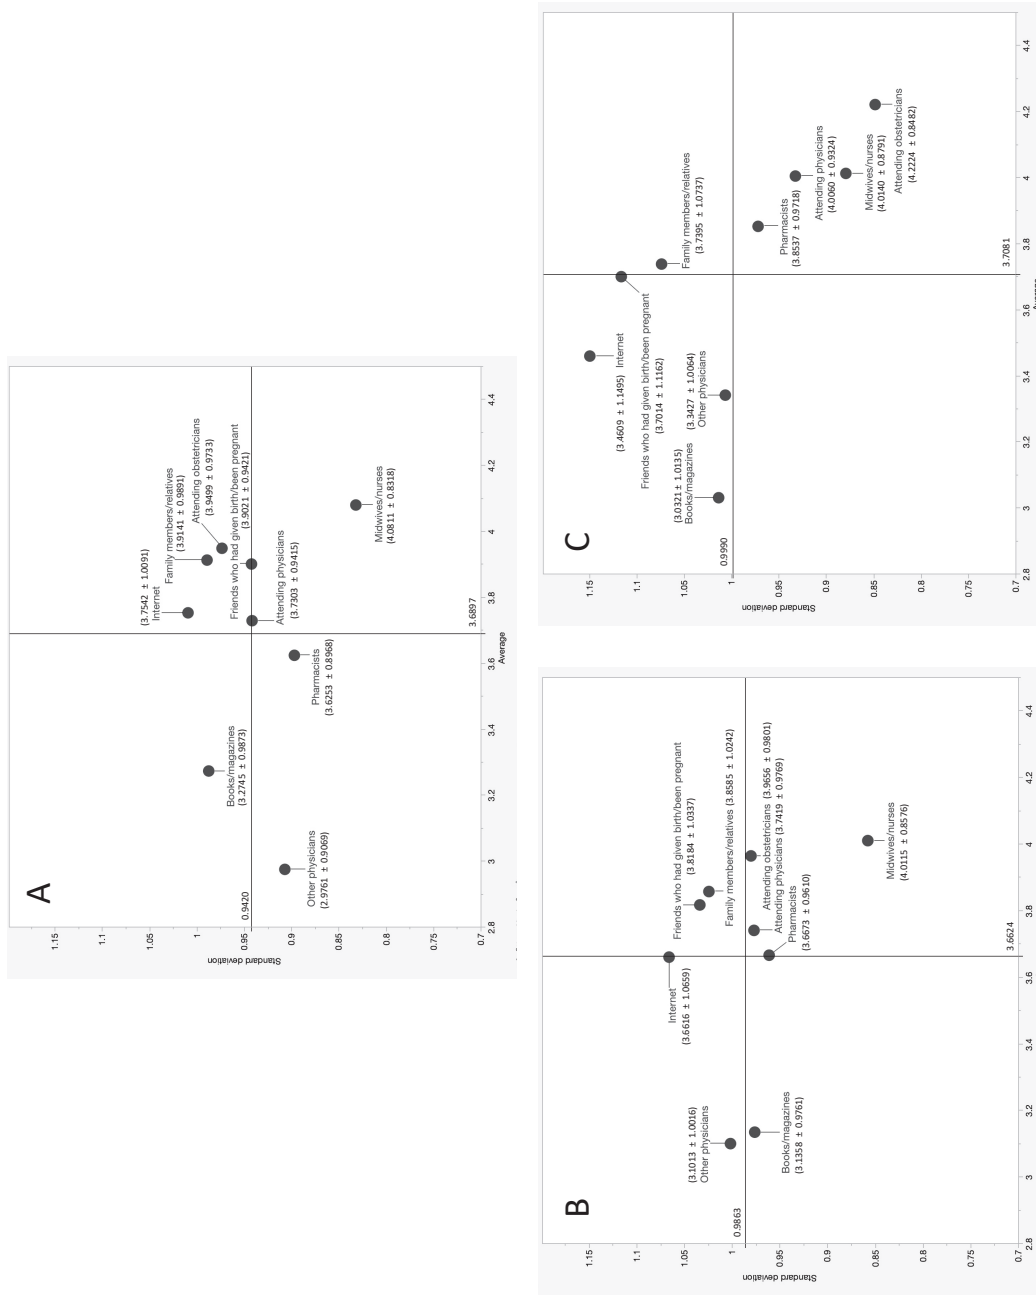 A
1.15
1.1
1.05
1
0.95
0.9
0.85
0.8
0.75
0.7
Standard deviation
2.8
3
3.2
3.4
3.6
3.8
4
4.2
4.4
Average
0.9420
3.6897
(3.7542 ± 1.0091)
Internet
Family members/relatives
(3.9141 ± 0.9891)
Attending obstetricians
(3.9499 ± 0.9733)
Friends who had given birth/been pregnant
(3.9021 ± 0.9421)
Attending physicians
(3.7303 ± 0.9415)
Midwives/nurses
(4.0811 ± 0.8318)
Pharmacists
(3.6253 ± 0.8968)
Books/magazines
(3.2745 ± 0.9873)
Other physicians
(2.9761 ± 0.9069)
B
1.15
1.1
1.05
1
0.95
0.9
0.85
0.8
0.75
0.7
Standard deviation
2.8
3
3.2
3.4
3.6
3.8
4
4.2
4.4
0.9863
3.6624
Internet
(3.6616 ± 1.0659)
Friends who had given birth/been pregnant
(3.8184 ± 1.0337)
Family members/relatives (3.8585 ± 1.0242)
Attending obstetricians (3.9656 ± 0.9801)
Attending physicians (3.7419 ± 0.9769)
Pharmacists
(3.6673 ± 0.9610)
Midwives/nurses
(4.0115 ± 0.8576)
(3.1013 ± 1.0016)
Other physicians
Books/magazines
(3.1358 ± 0.9761)
C
1.15
1.1
1.05
1
0.95
0.9
0.85
0.8
0.75
0.7
Standard deviation
2.8
3
3.2
3.4
3.6
3.8
4
4.2
4.4
0.9990
3.7081
(3.4609 ± 1.1495) Internet
Friends who had given birth/been pregnant
(3.7014 ± 1.1162)
Family members/relatives
(3.7395 ± 1.0737)
(3.3427 ± 1.0064)
Other physicians
(3.0321± 1.0135)
Books/magazines
Pharmacists
(3.8537 ± 0.9718)
Attending physicians
(4.0060 ± 0.9324)
Midwives/nurses
(4.0140 ± 0.8791)
Attending obstetricians
(4.2224 ± 0.8482)